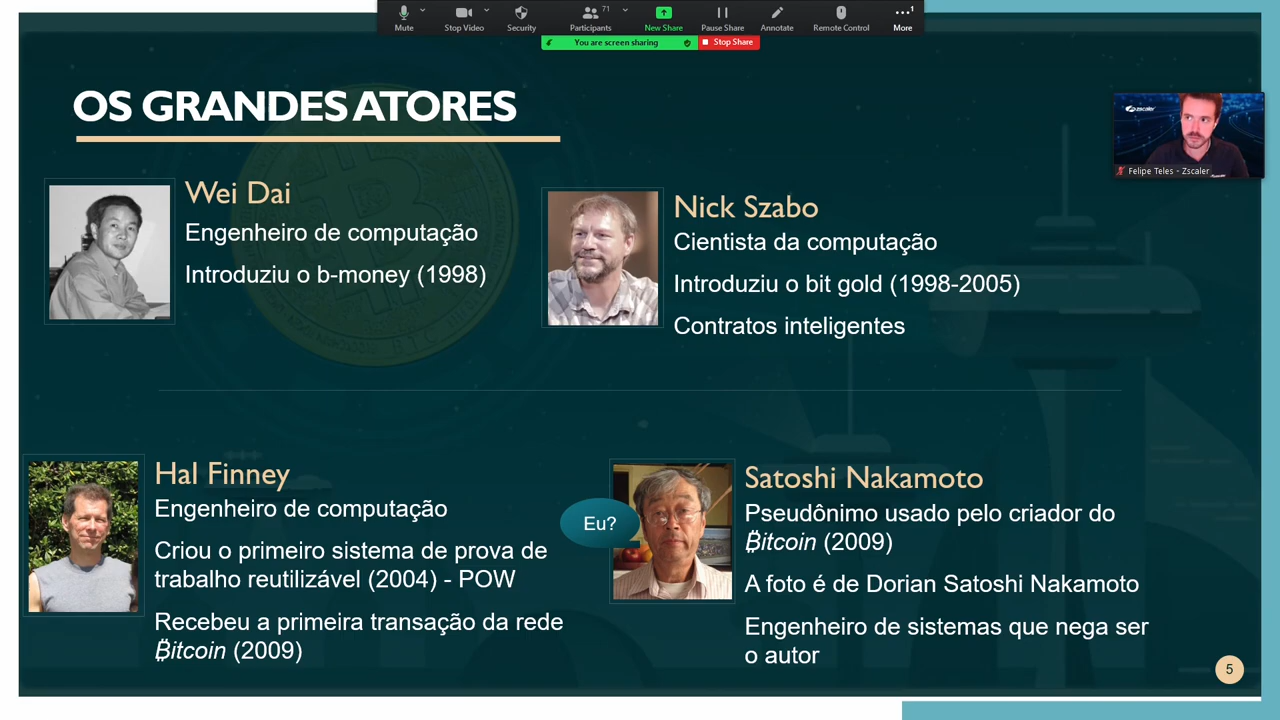 71
1
Mute
Stop Video
Security
Participants
New Share
Pause Share
Annotate
Remote Control
More
You are screen sharing
Stop Share
OS GRANDES ATORES
zscaler
Felipe Teles - Zscaler
Wei Dai
Engenheiro de computação
Introduziu o b-money (1998)
Nick Szabo
Cientista da computação
Introduziu o bit gold (1998-2005)
Contratos inteligentes
Hal Finney
Engenheiro de computação
Criou o primeiro sistema de prova de
trabalho reutilizável (2004) - POW
Recebeu a primeira transação da rede
₿itcoin (2009)
Eu?
Satoshi Nakamoto
Pseudônimo usado pelo criador do
₿itcoin (2009)
A foto é de Dorian Satoshi Nakamoto
Engenheiro de sistemas que nega ser
o autor
5